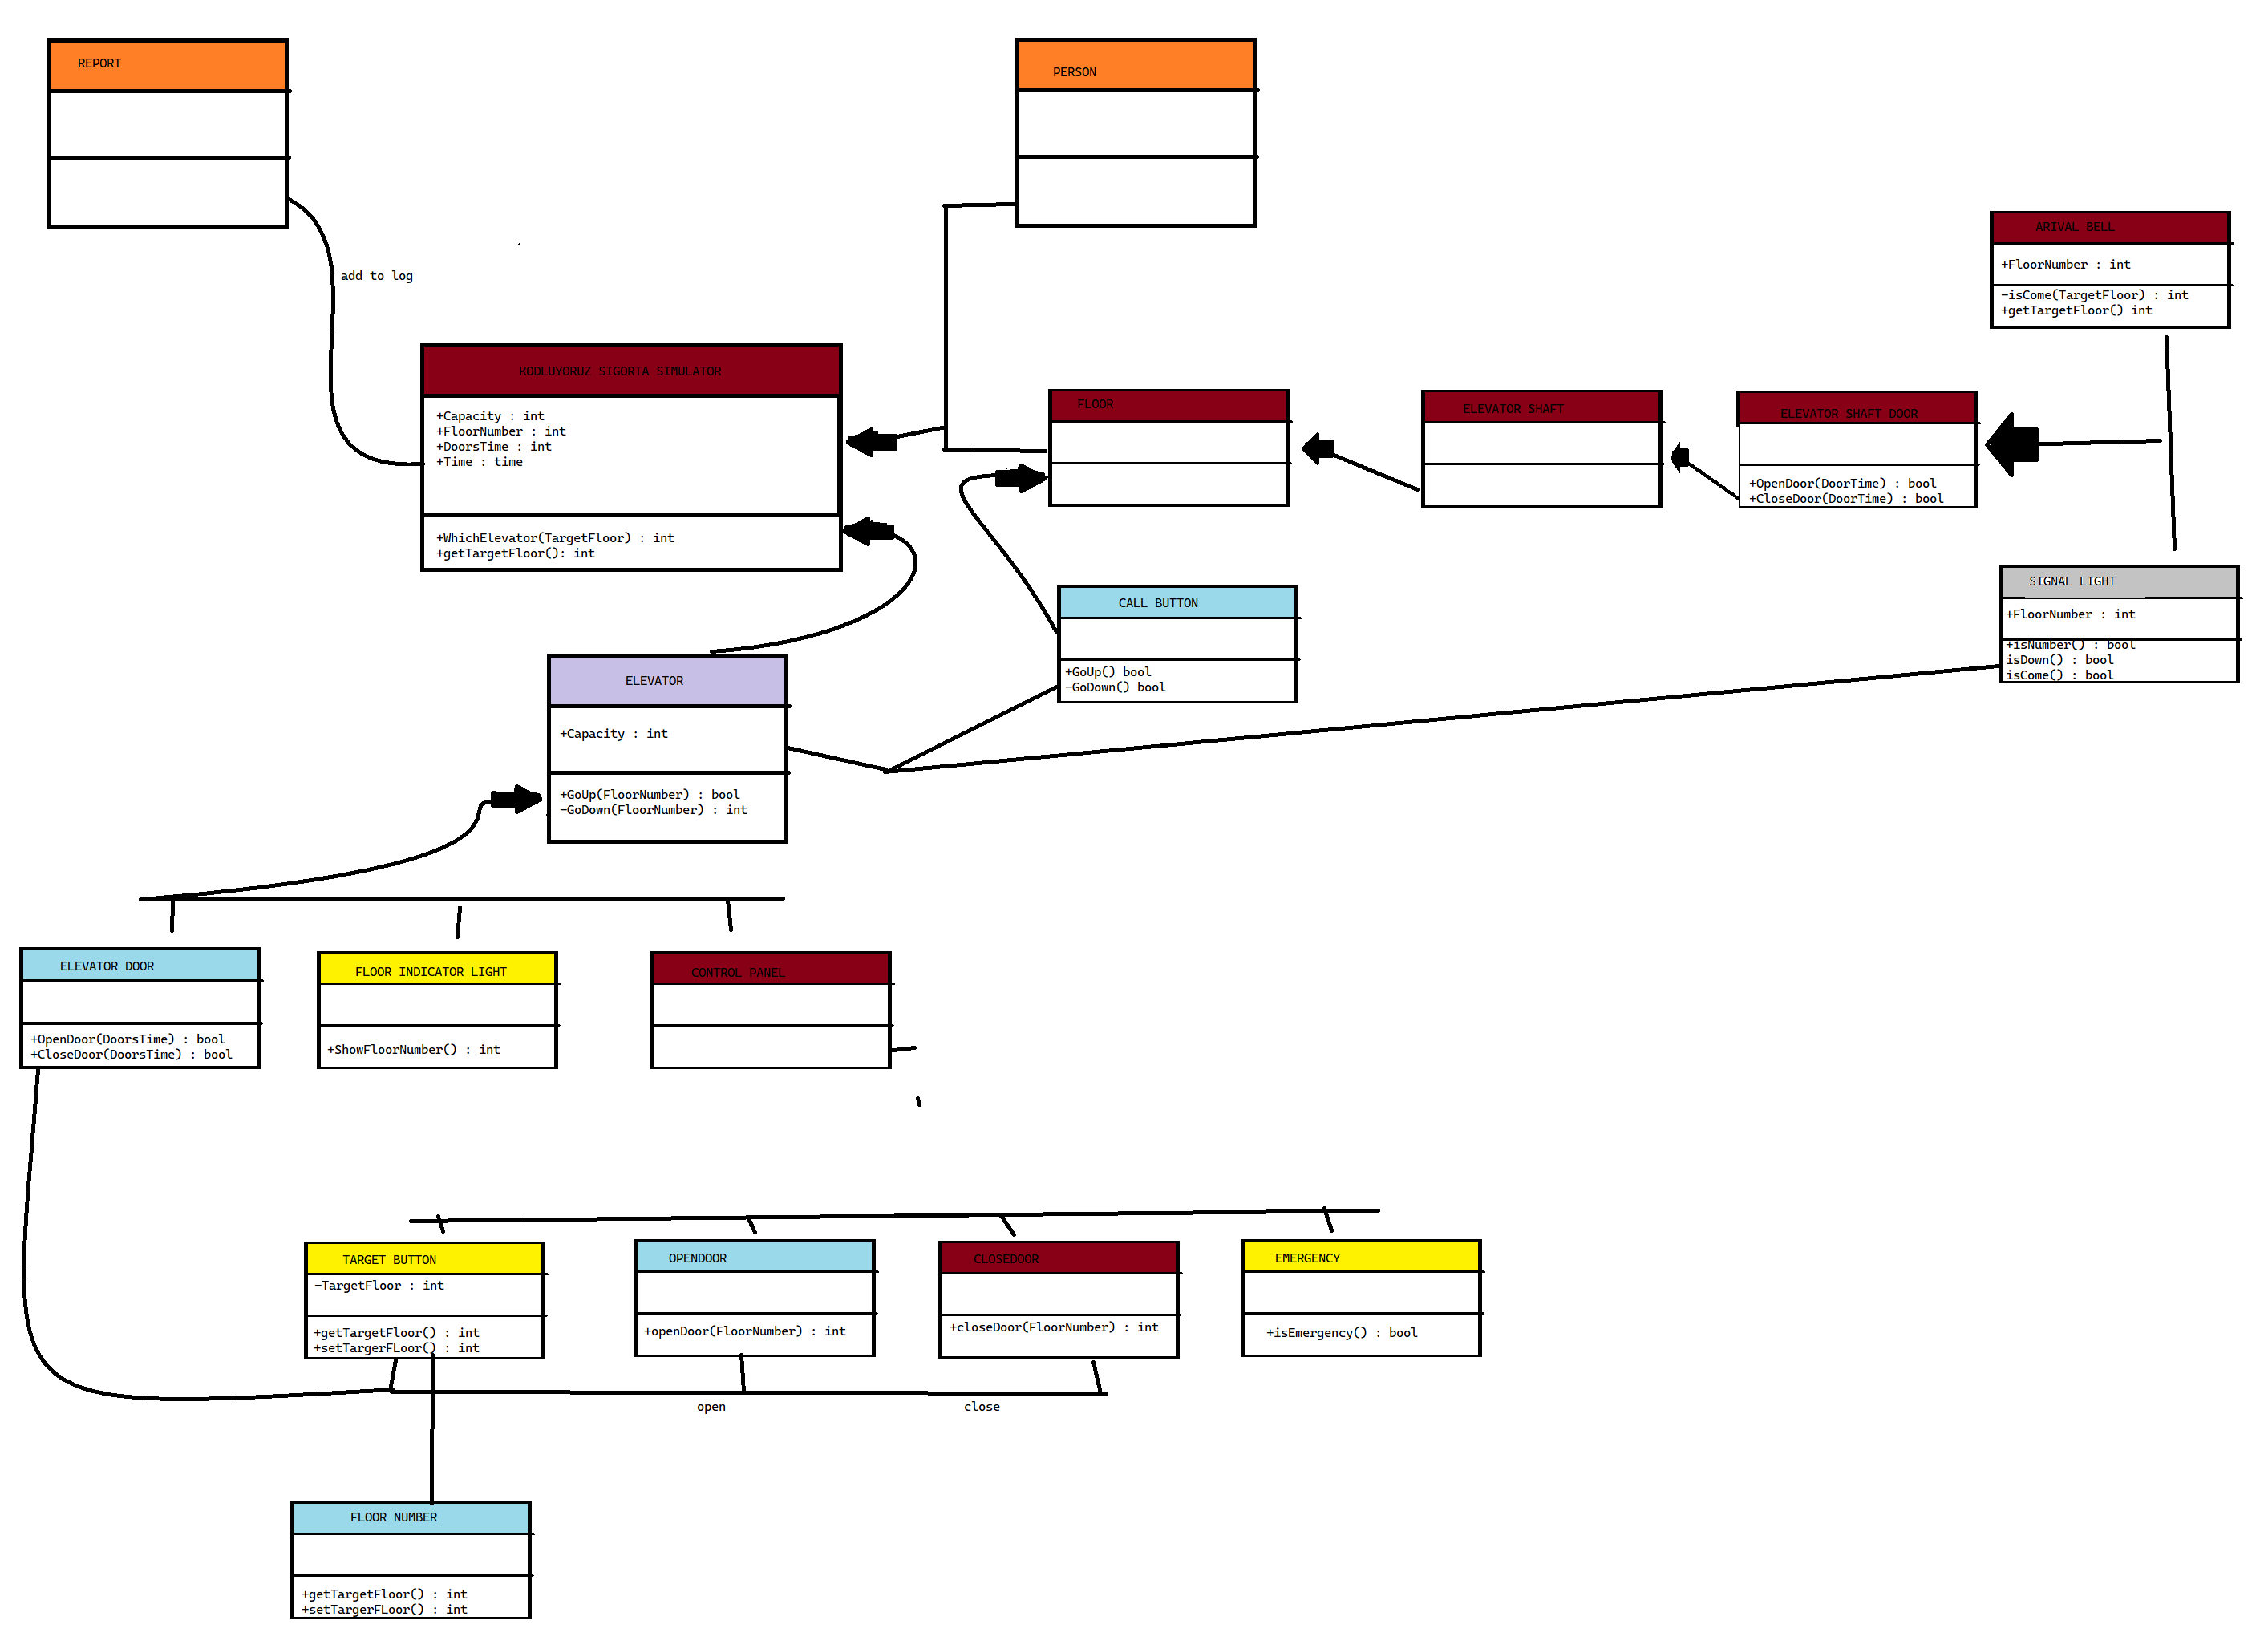 REPORT
PERSON
ARIVAL BELL
+FloorNumber : int
-isCome(TargetFloor) : int
+getTargetFloor() int
add to log
KODLUYORUZ SIGORTA SIMULATOR
+Capacity : int
+FloorNumber : int
+DoorsTime : int
+Time : time
+WhichElevator(TargetFloor) : int
+getTargetFloor(): int
FLOOR
ELEVATOR SHAFT
ELEVATOR SHAFT DOOR
+OpenDoor(DoorTime) : bool
+CloseDoor(DoorTime) : bool
CALL BUTTON
+GoUp() bool
-GoDown() bool
SIGNAL LIGHT
+FloorNumber : int
+isNumber() : bool
isDown() : bool
isCome() : bool
ELEVATOR
+Capacity : int
+GoUp(FloorNumber) : bool
-GoDown(FloorNumber) : int
ELEVATOR DOOR
+OpenDoor(DoorsTime) : bool
+CloseDoor(DoorsTime) : bool
FLOOR INDICATOR LIGHT
+ShowFloorNumber() : int
CONTROL PANEL
TARGET BUTTON
-TargetFloor : int
+getTargetFloor() : int
+setTargerFLoor() : int
OPENDOOR
+openDoor(FloorNumber) : int
CLOSEDOOR
+closeDoor(FloorNumber) : int
EMERGENCY
+isEmergency() : bool
open
close
FLOOR NUMBER
+getTargetFloor() : int
+setTargerFLoor() : int